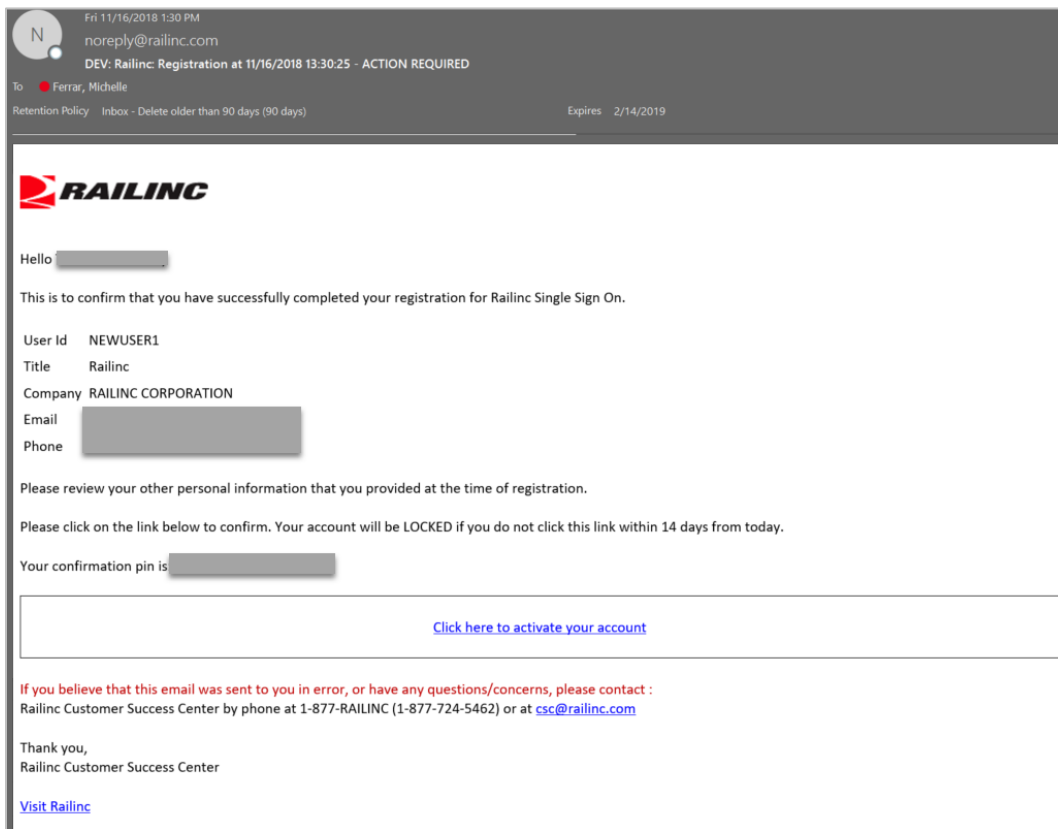 N
Fri 11/16/2018 1:30 PM
noreply@railinc.com
DEV: Railinc: Registration at 11/16/2018 13:30:25 - ACTION REQUIRED
To Ferrar, Michelle
Retention Policy Inbox - Delete older than 90 days (90 days) Expires 2/14/2019
RAILINC
Hello
This is to confirm that you have successfully completed your registration for Railinc Single Sign On.
User Id NEWUSER1
Title Railinc
Company RAILINC CORPORATION
Email
Phone
Please review your other personal information that you provided at the time of registration.
Please click on the link below to confirm. Your account will be LOCKED if you do not click this link within 14 days from today.
Your confirmation pin is
Click here to activate your account
If you believe that this email was sent to you in error, or have any questions/concerns, please contact :
Railinc Customer Success Center by phone at 1-877-RAILINC (1-877-724-5462) or at csc@railinc.com
Thank you,
Railinc Customer Success Center
Visit Railinc